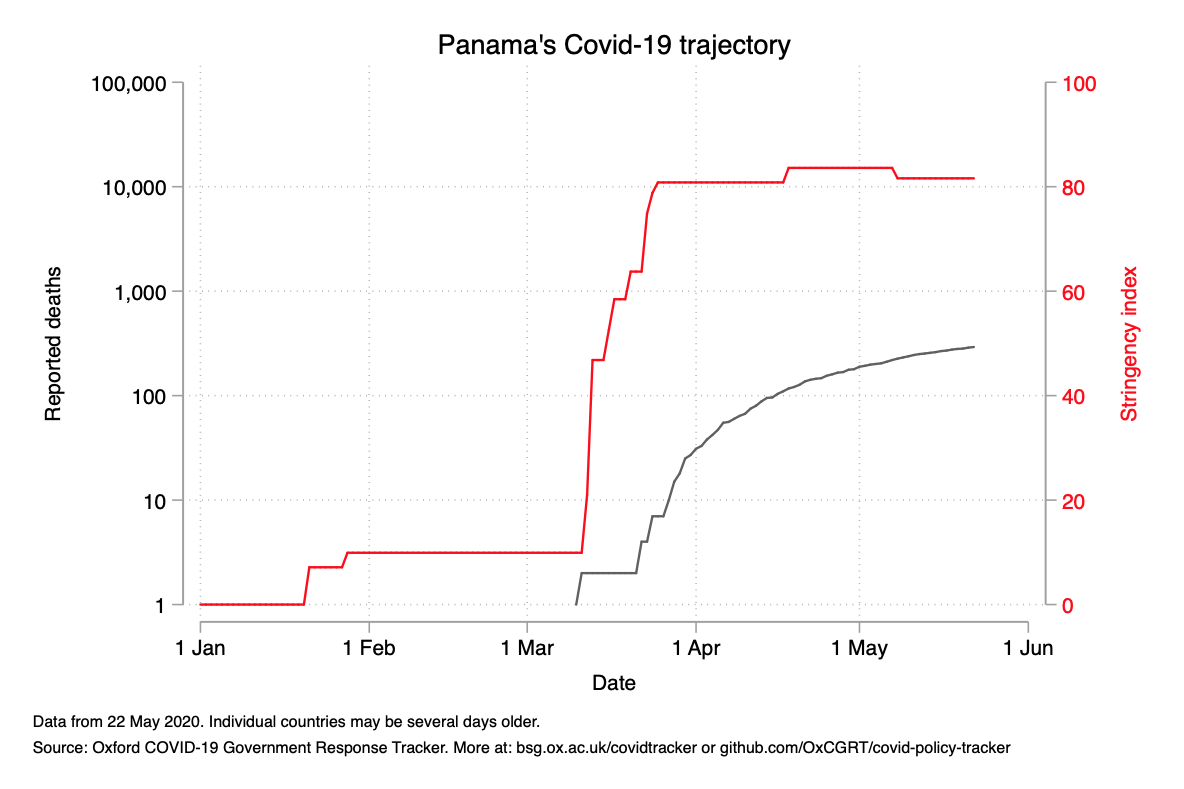 Panama's Covid-19 trajectory
100,000
10,000
1,000
100
10
1
Reported deaths
100
80
60
40
20
0
Stringency index
1 Jan
1 Feb
1 Mar
1 Apr
1 May
1 Jun
Date
Data from 22 May 2020. Individual countries may be several days older.
Source: Oxford COVID-19 Government Response Tracker. More at: bsg.ox.ac.uk/covidtracker or github.com/OxCGRT/covid-policy-tracker